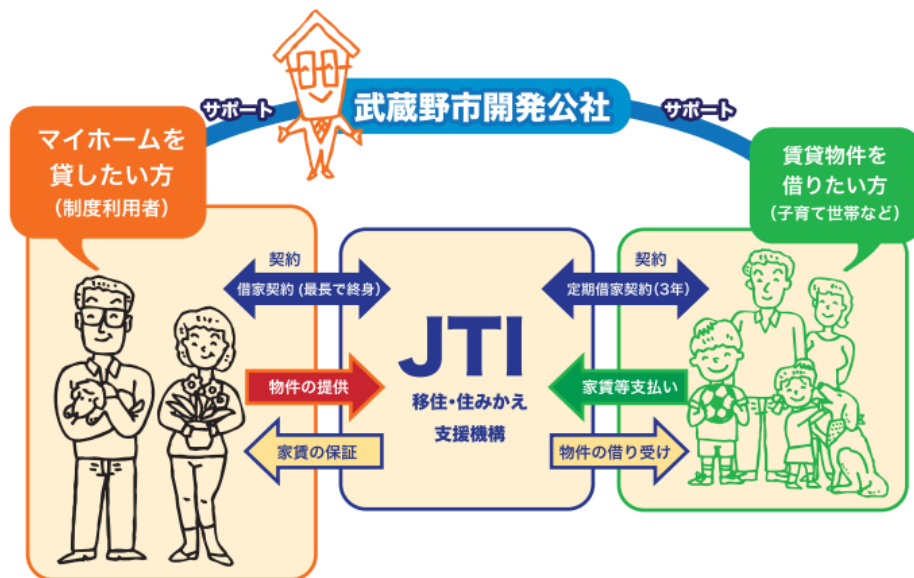 サポート
武蔵野市開発公社
サポート
マイホームを
貸したい方
（制度利用者）
賃貸物件を
借りたい方
（子育て世帯など）
契約
借家契約 (最長で終身)
契約
定期借家契約（3年）
JTI
移住・住みかえ
支援機構
物件の提供
家賃等支払い
家賃の保証
物件の借り受け